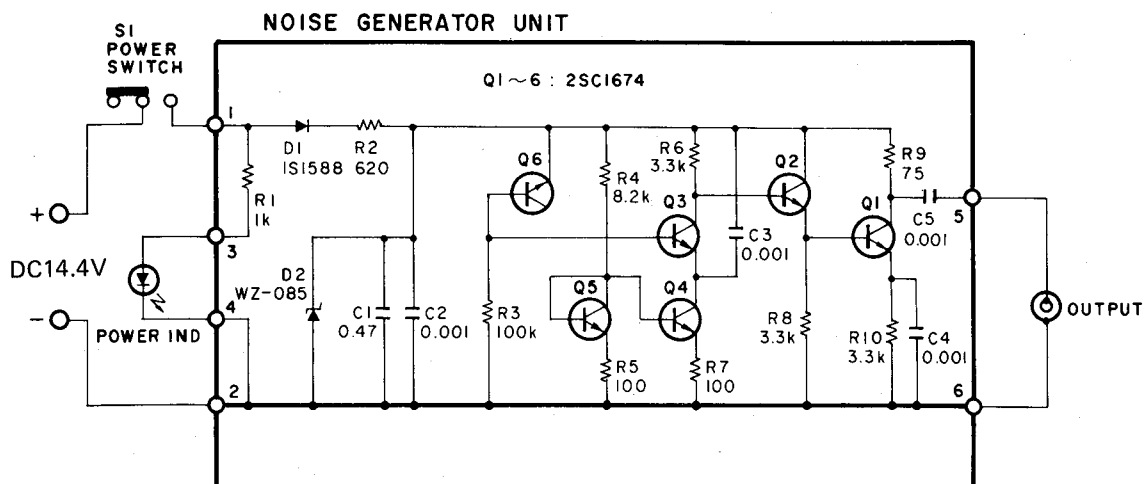 NOISE GENERATOR UNIT
S1
POWER
SWITCH
Q1~6 : 2SC1674
1
D1
1S1588
R2
620
R1
1k
Q6
R4
8.2k
R6
3.3k
Q3
Q2
R9
75
Q1
C5
0.001
5
C3
0.001
+
3
DC14.4V
D2
WZ-085
4
−
POWER IND
C1
0.47
C2
0.001
R3
100k
Q5
Q4
R8
3.3k
R10
3.3k
C4
0.001
OUTPUT
R5
100
R7
100
2
6